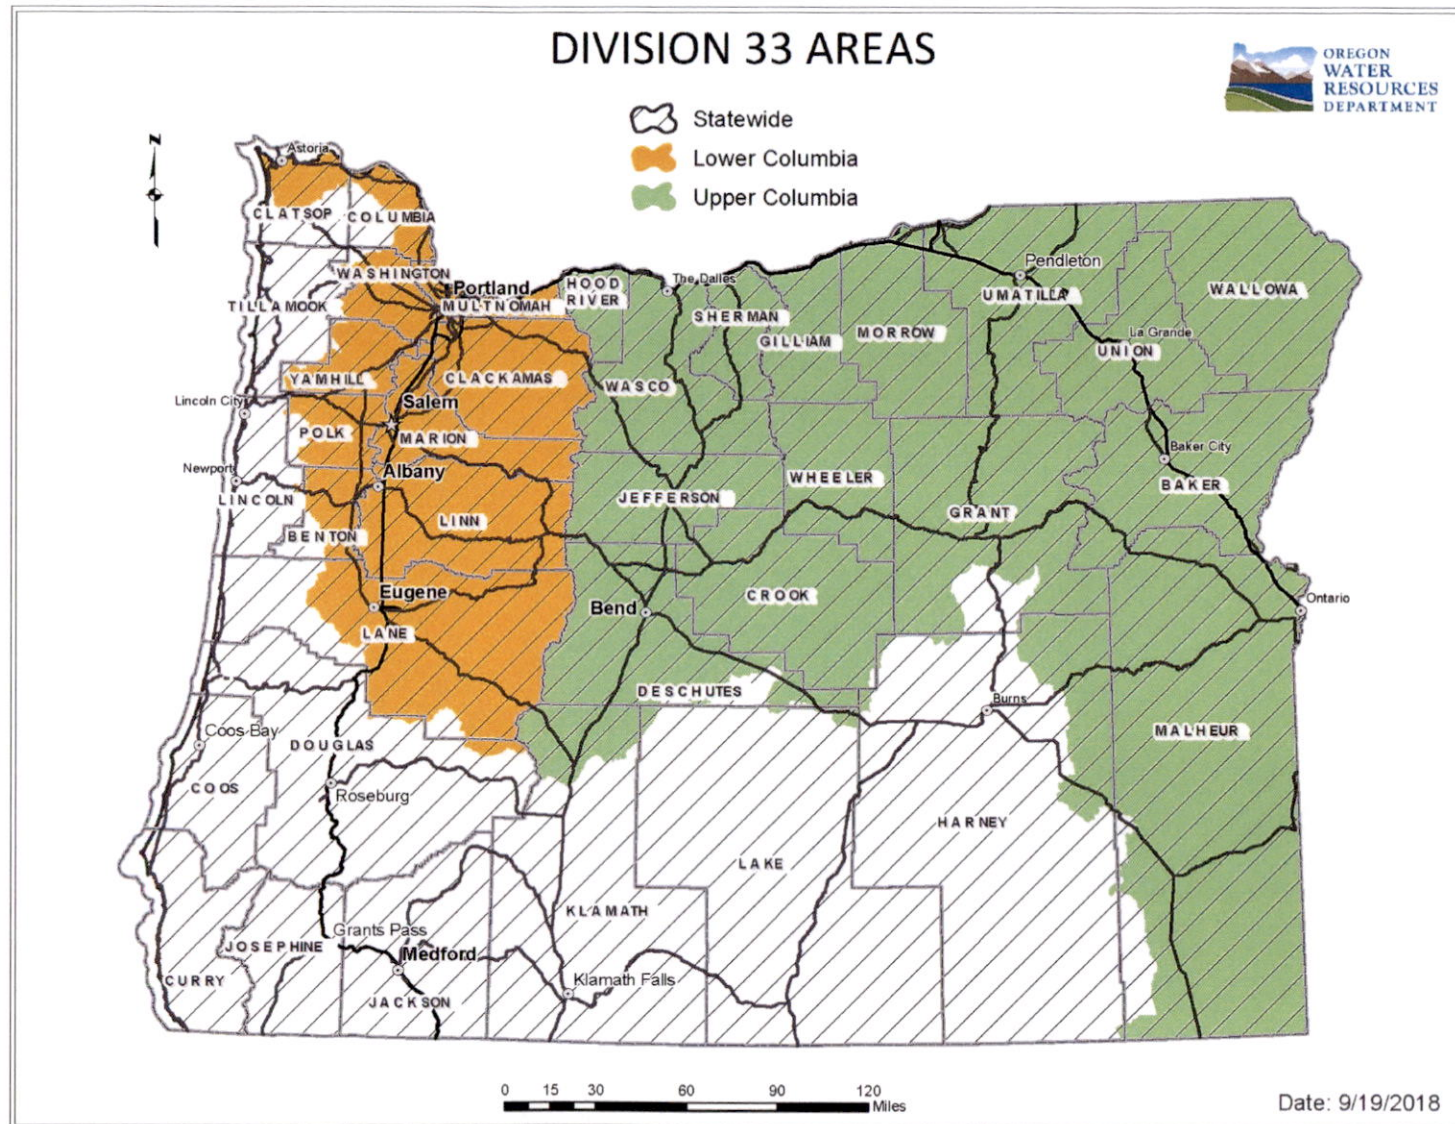 DIVISION 33 AREAS
OREGON
WATER
RESOURCES
DEPARTMENT
Statewide
Lower Columbia
Upper Columbia
N
Astoria
CLATSOP
COLUMBIA
WASHINGTON
Portland
MULTNOMAH
HOOD
RIVER
The Dalles
Pendleton
TILLAMOOK
SHERMAN
UMATILLA
WALLOWA
GILLIAM
MORROW
La Grande
UNION
YAMHILL
CLACKAMAS
WASCO
Lincoln City
Salem
POLK
MARION
Baker City
Newport
Albany
WHEELER
BAKER
LINCOLN
JEFFERSON
LINN
GRANT
BENTON
Eugene
CROOK
Bend
Ontario
LANE
DESCHUTES
Burns
Coos Bay
DOUGLAS
MALHEUR
COOS
Roseburg
HARNEY
LAKE
KLAMATH
Grants Pass
JOSEPHINE
Medford
CURRY
Klamath Falls
JACKSON
0 15 30 60 90 120
Miles
Date: 9/19/2018